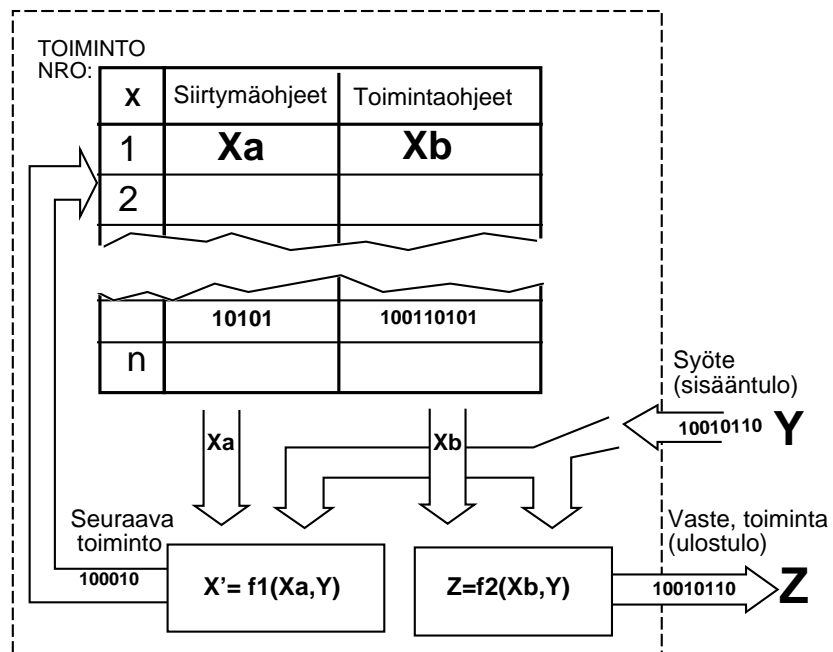 TOIMINTO
NRO:
X Siirtymäohjeet Toimintaohjeet
1 Xa Xb
2
10101 100110101
n
Syöte
(sisääntulo)
10010110 Y
Xa Xb
Seuraava
toiminto
Vaste, toiminta
(ulostulo)
100010 X’= f1(Xa,Y) Z=f2(Xb,Y) 10010110 Z